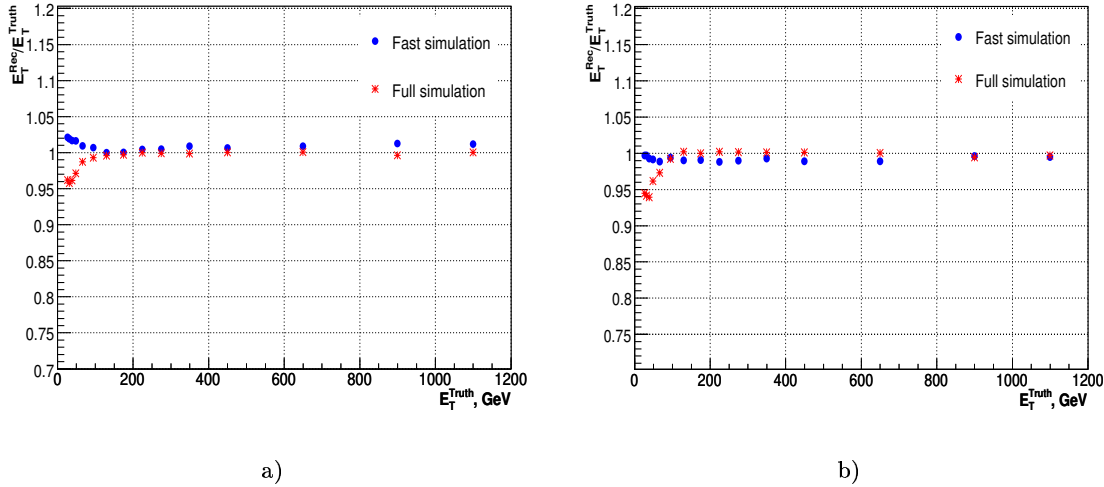 E_T^Rec/E_T^Truth
1.2
1.15
1.1
1.05
1
0.95
0.9
0.85
0.8
0.75
0.7
Fast simulation
Full simulation
0 200 400 600 800 1000 1200
E_T^Truth, GeV
a)
E_T^Rec/E_T^Truth
1.2
1.15
1.1
1.05
1
0.95
0.9
0.85
0.8
0.75
Fast simulation
Full simulation
0 200 400 600 800 1000 1200
E_T^Truth, GeV
b)